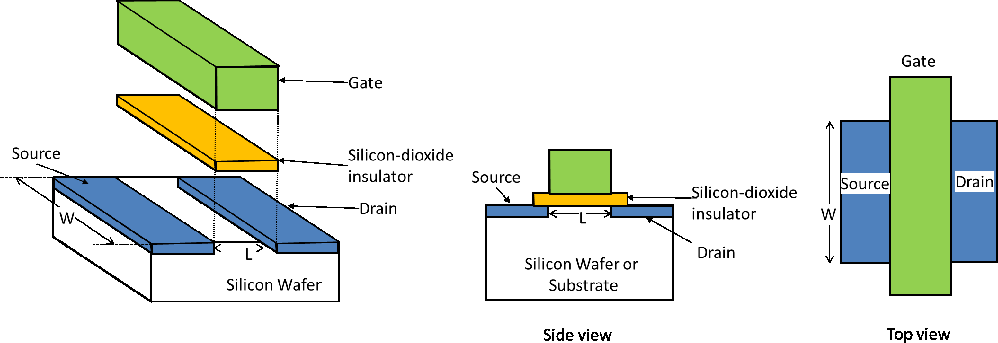 Gate
Silicon-dioxide
insulator
Source
Drain
W
L
Silicon Wafer
Source
Silicon-dioxide
insulator
L
Drain
Silicon Wafer or
Substrate
Side view
Gate
Source
Drain
W
Top view